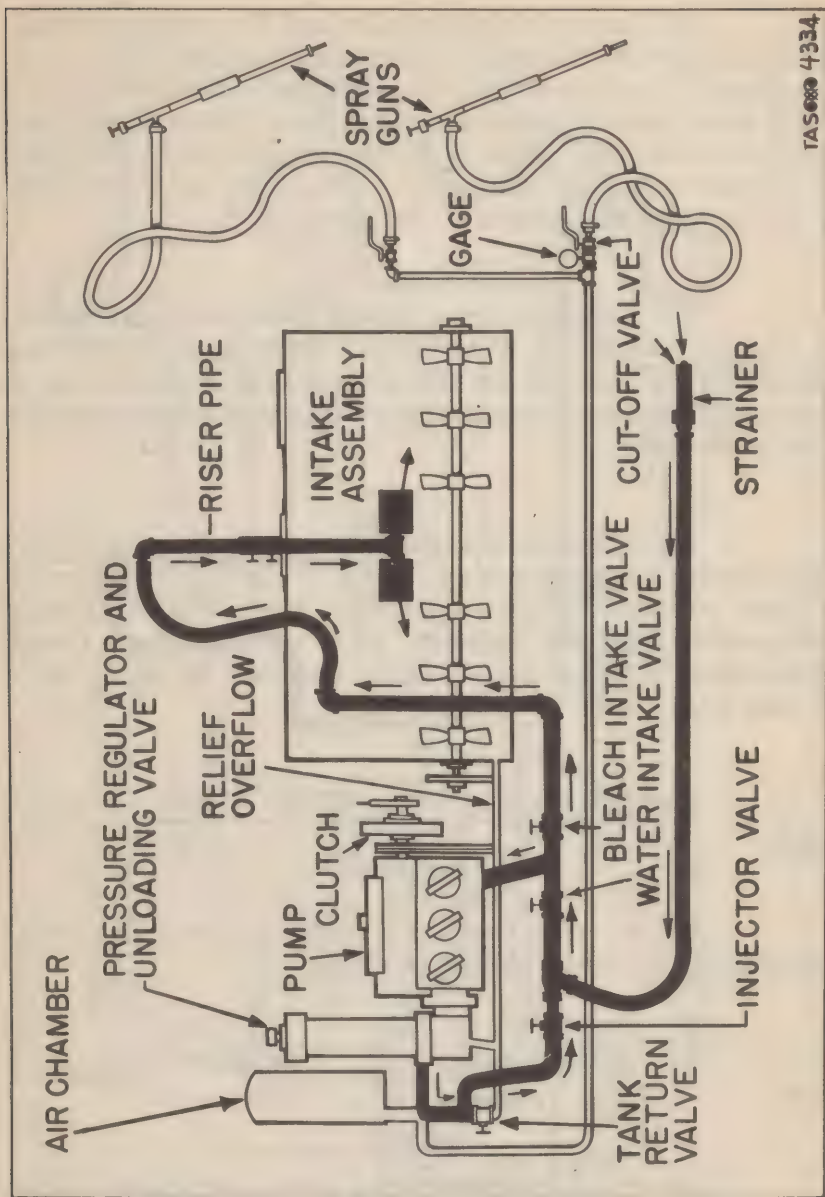 AIR CHAMBER
PRESSURE REGULATOR AND
UNLOADING VALVE
PUMP
CLUTCH
RELIEF
OVERFLOW
RISER PIPE
INTAKE
ASSEMBLY
SPRAY
GUNS
GAGE
CUT-OFF VALVE
STRAINER
BLEACH INTAKE VALVE
WATER INTAKE VALVE
INJECTOR VALVE
TANK
RETURN
VALVE
4334